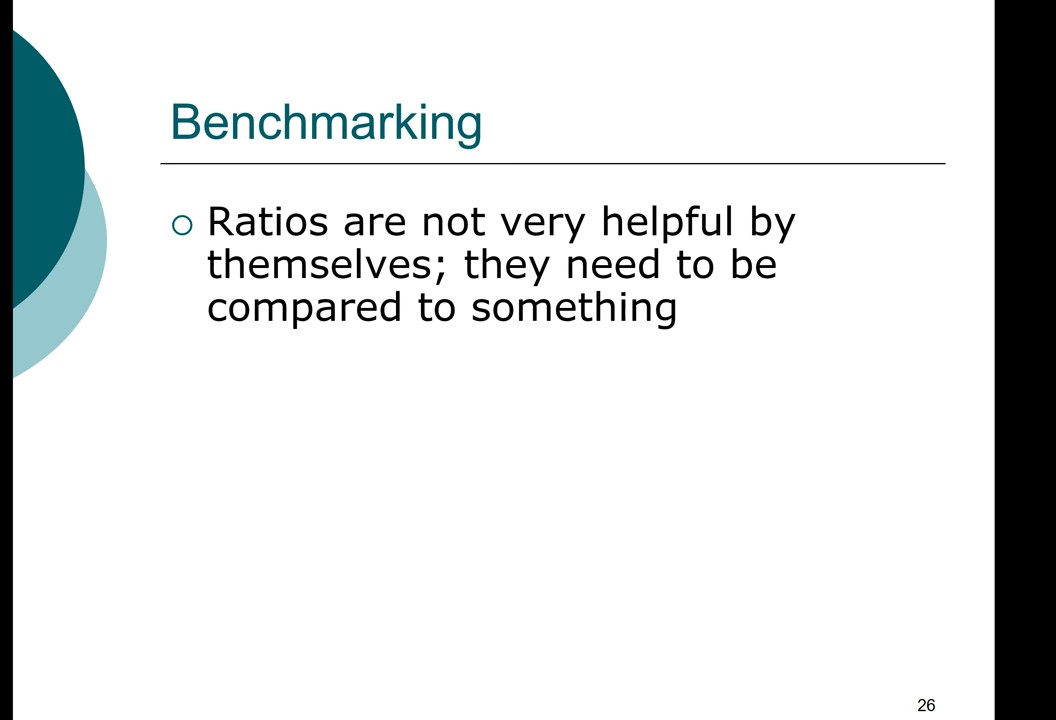 Benchmarking
Ratios are not very helpful by
themselves; they need to be
compared to something
26